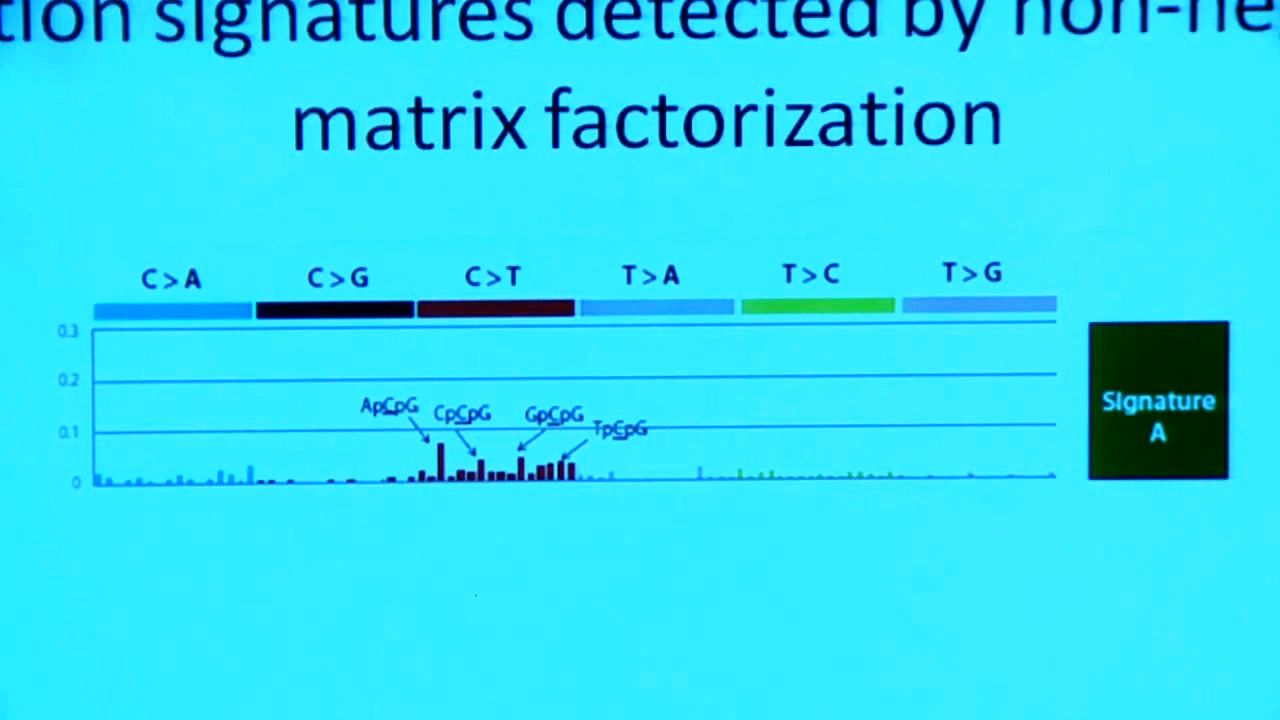 tion signatures detected by non-ne
matrix factorization
C > A C > G C > T T > A T > C T > G
0.3
0.2
0.1
0
ApCpG CpCpG GpCpG TpCpG
Signature
A